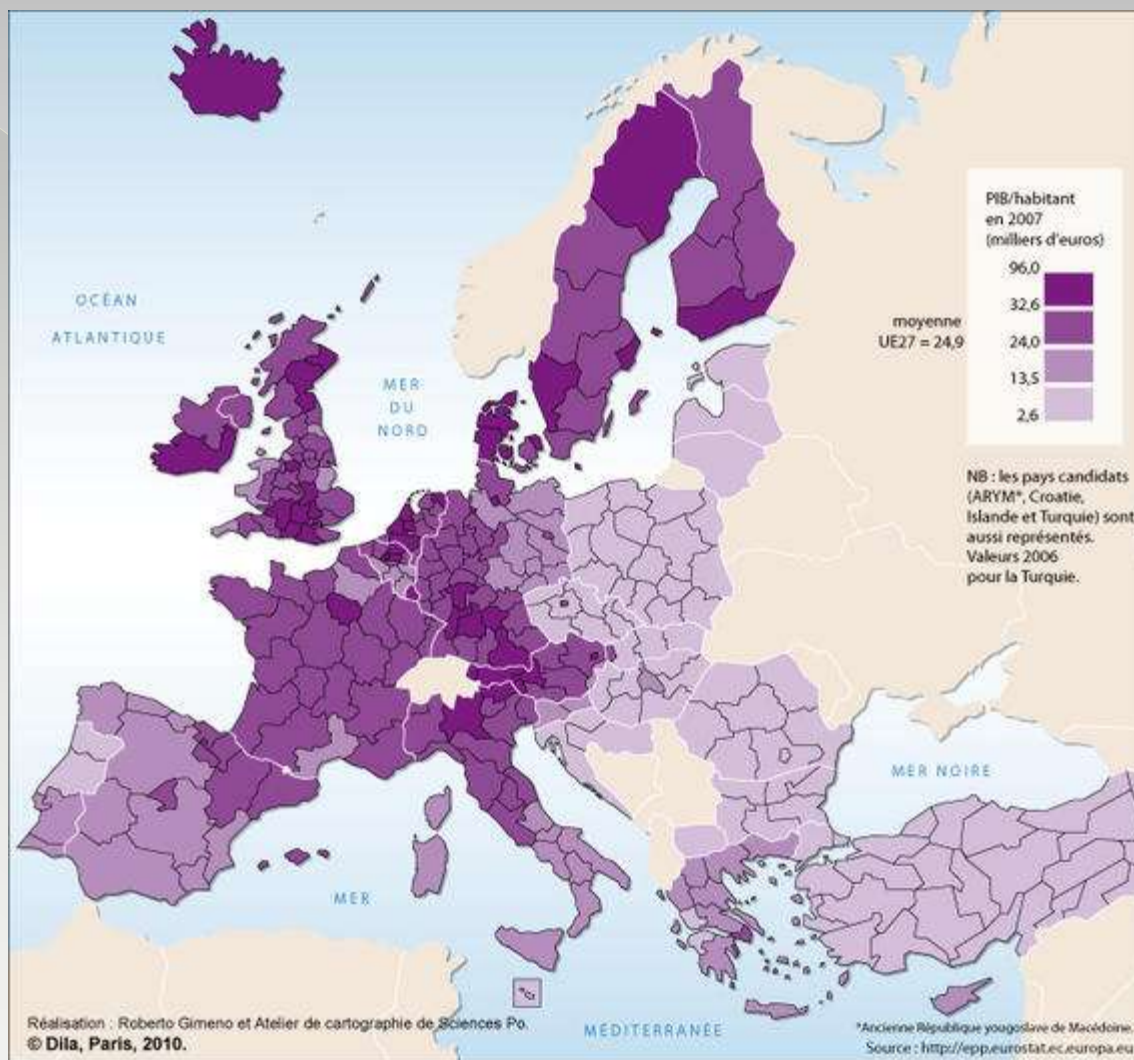 OCÉAN
ATLANTIQUE
MER
DU
NORD
PIB/habitant
en 2007
(milliers d'euros)
96,0
32,6
24,0
13,5
2,6
moyenne
UE27 = 24,9
NB : les pays candidats
(ARYM*, Croatie,
Islande et Turquie) sont
aussi représentés.
Valeurs 2006
pour la Turquie.
MER NOIRE
MER
MÉDITERRANÉE
Réalisation : Roberto Gimeno et Atelier de cartographie de Sciences Po.
© Dila, Paris, 2010.
*Ancienne République yougoslave de Macédoine.
Source : http://epp.eurostat.ec.europa.eu